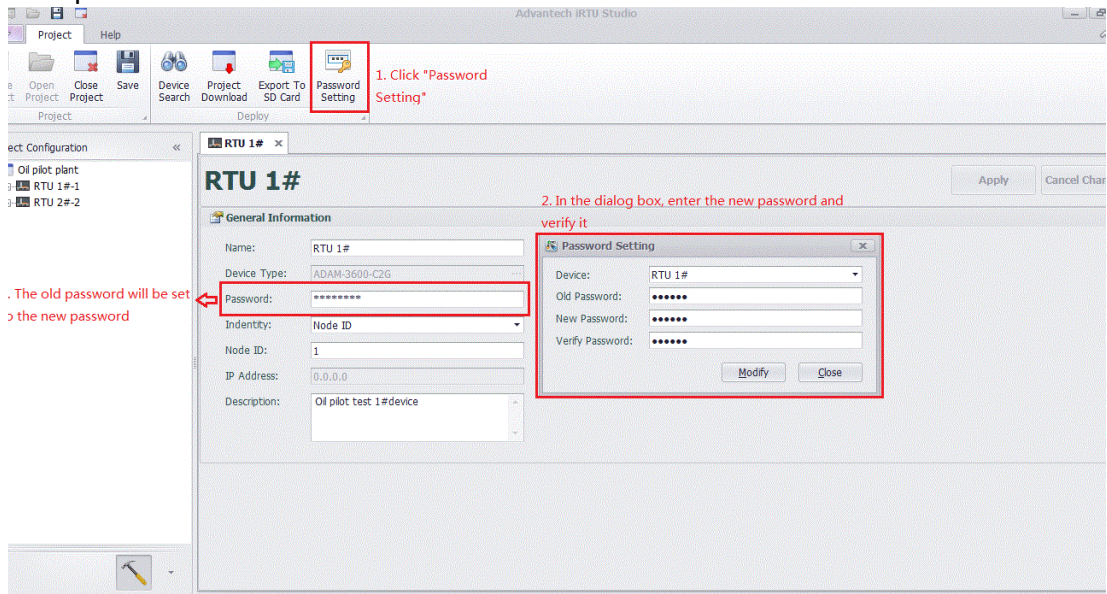 Advantech iRTU Studio
Project Help
Open Project
Close Project
Save
Device Search
Project Download
Export To SD Card
Password Setting
1. Click "Password
Setting"
Project
Deploy
ect Configuration
RTU 1#
Oil pilot plant
RTU 1#-1
RTU 2#-2
RTU 1#
Apply
Cancel Chan
2. In the dialog box, enter the new password and
verify it
General Information
Name: RTU 1#
Device Type: ADAM-3600-C2G
Password: ********
Indentity: Node ID
Node ID: 1
IP Address: 0.0.0.0
Description: Oil pilot test 1#device
. The old password will be set
o the new password
Password Setting
Device: RTU 1#
Old Password: ●●●●●●
New Password: ●●●●●●
Verify Password: ●●●●●●
Modify
Close